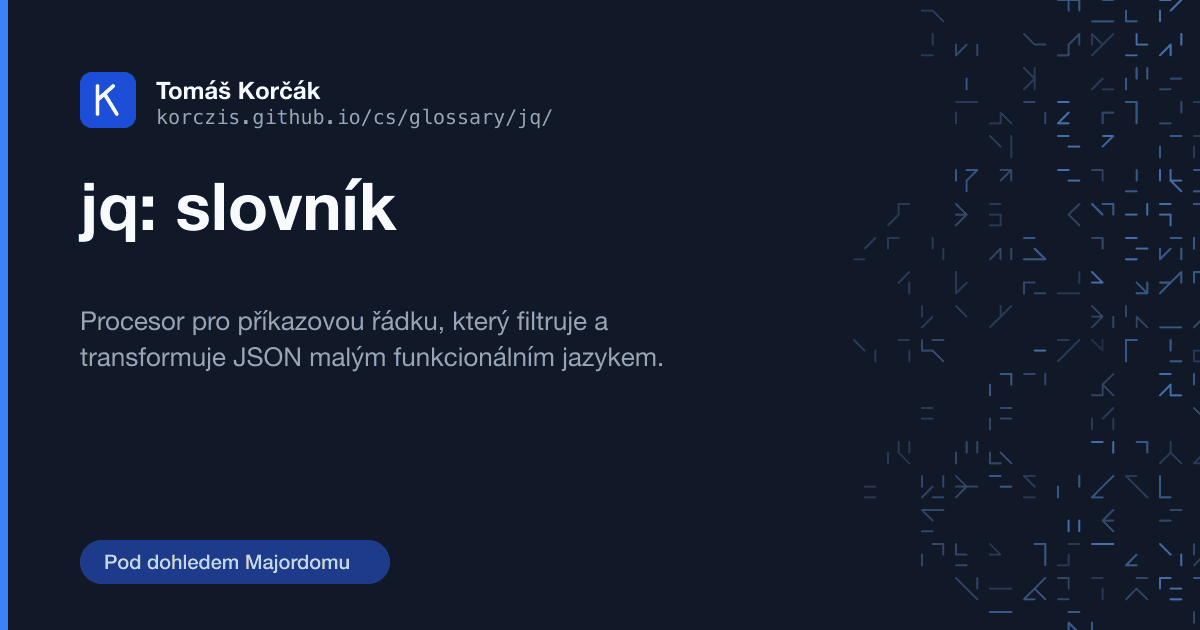 K
Tomáš Korčák
korczis.github.io/cs/glossary/jq/
jq: slovník
Procesor pro příkazovou řádku, který filtruje a
transformuje JSON malým funkcionálním jazykem.
Pod dohledem Majordomu